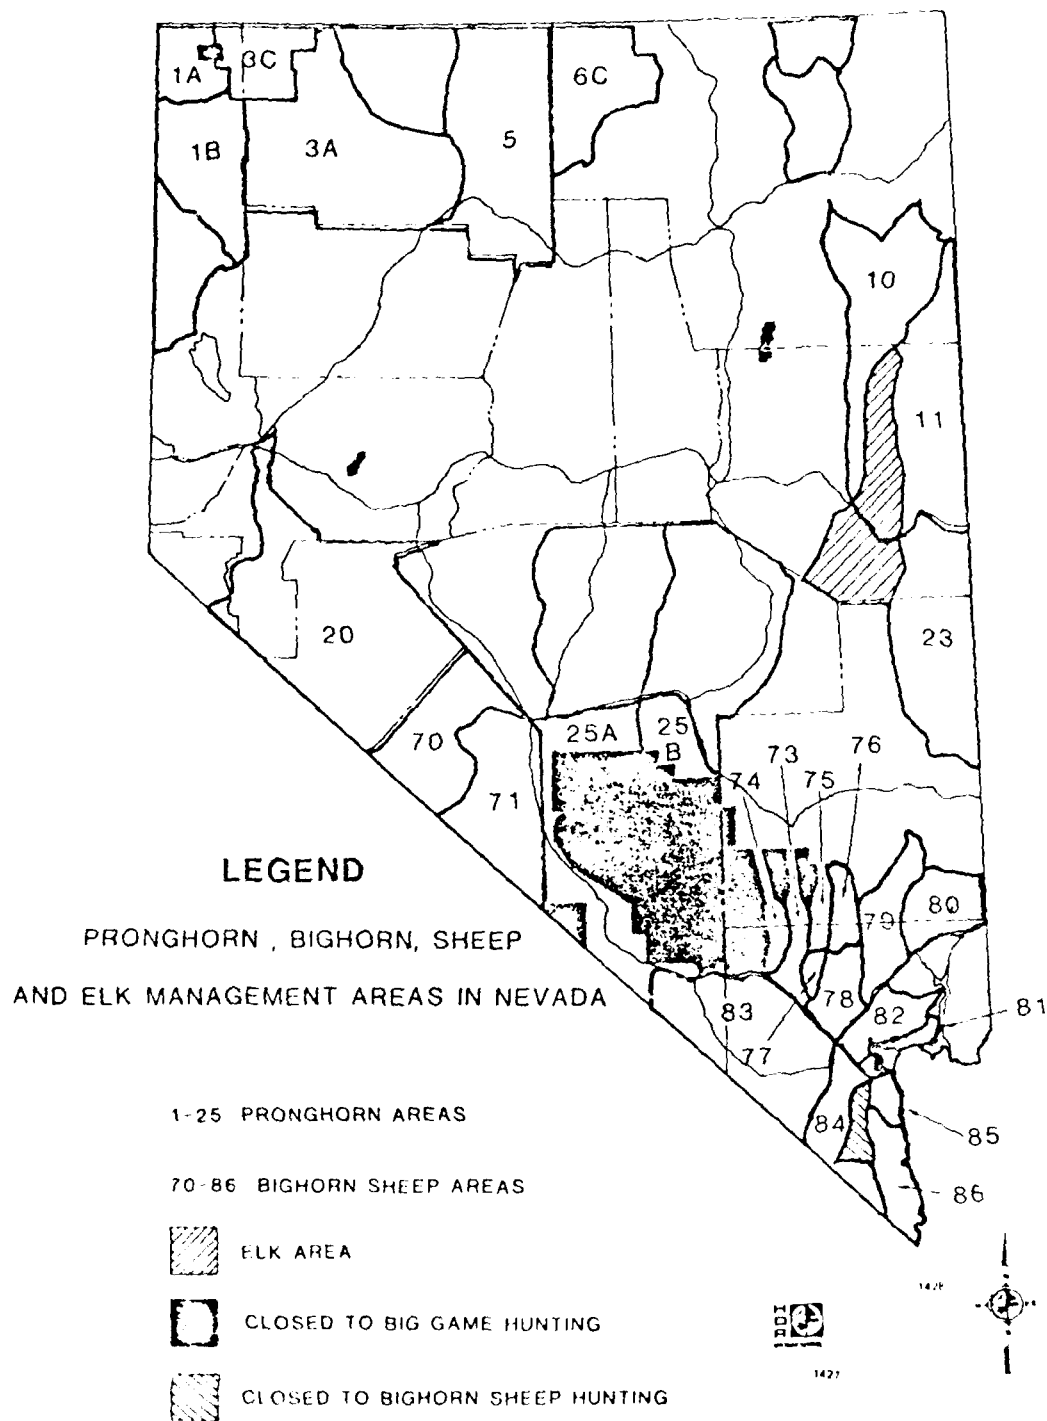 1A
3C
6C
1B
3A
5
10
11
20
23
70
25A
25
B
73
76
74
75
71
LEGEND
79
80
PRONGHORN , BIGHORN, SHEEP
AND ELK MANAGEMENT AREAS IN NEVADA
83
78
82
81
77
1-25 PRONGHORN AREAS
84
85
70-86 BIGHORN SHEEP AREAS
86
ELK AREA
CLOSED TO BIG GAME HUNTING
HDR
1427
CLOSED TO BIGHORN SHEEP HUNTING